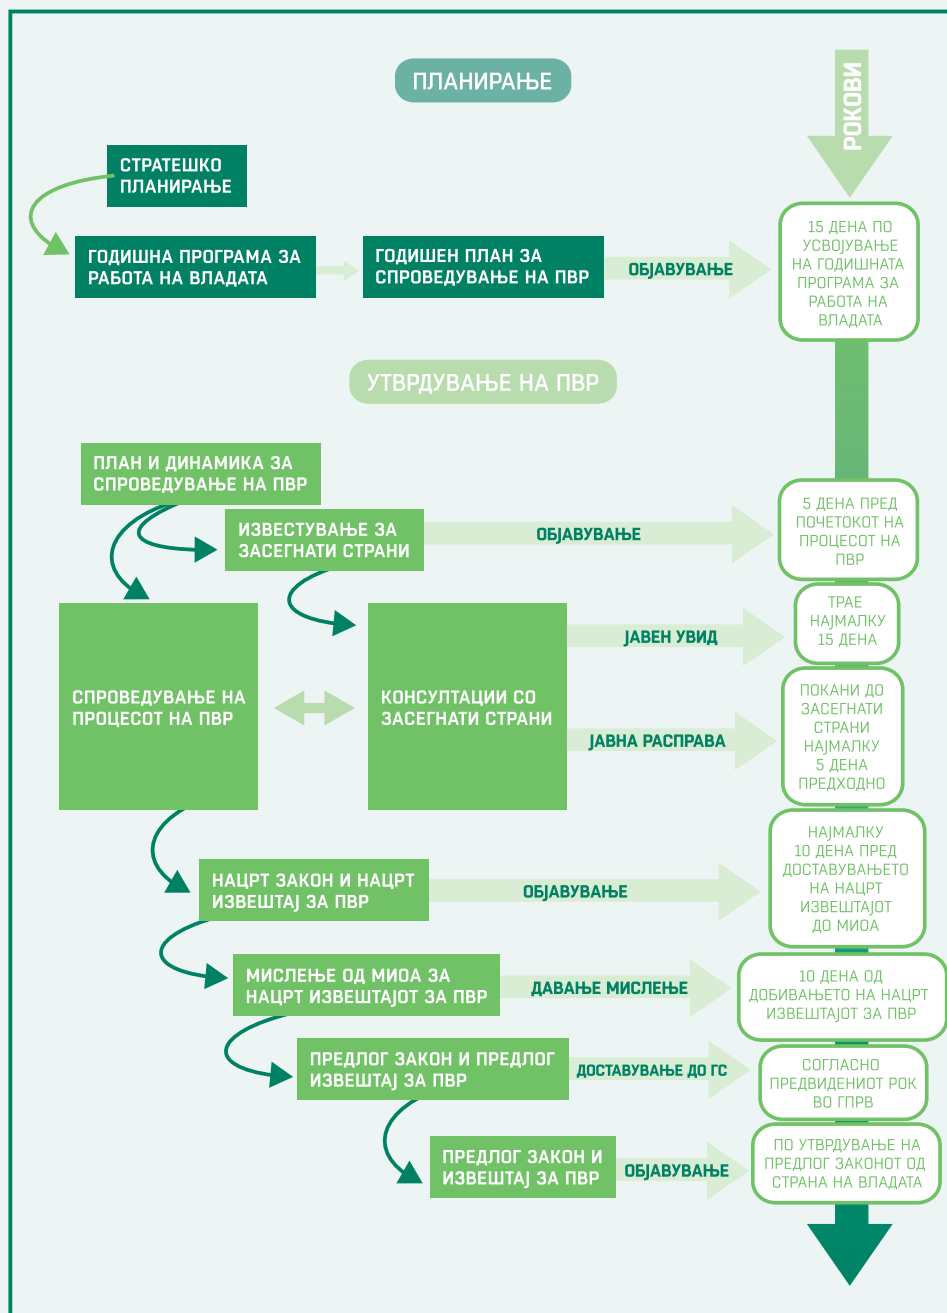 ПЛАНИРАЊЕ
РОКОВИ
СТРАТЕШКО
ПЛАНИРАЊЕ
ГОДИШНА ПРОГРАМА ЗА
РАБОТА НА ВЛАДАТА
ГОДИШЕН ПЛАН ЗА
СПРОВЕДУВАЊЕ НА ПВР
ОБЈАВУВАЊЕ
15 ДЕНА ПО
УСВОЈУВАЊЕ
НА ГОДИШНАТА
ПРОГРАМА ЗА
РАБОТА НА
ВЛАДАТА
УТВРДУВАЊЕ НА ПВР
ПЛАН И ДИНАМИКА ЗА
СПРОВЕДУВАЊЕ НА ПВР
ИЗВЕСТУВАЊЕ ЗА
ЗАСЕГНАТИ СТРАНИ
ОБЈАВУВАЊЕ
5 ДЕНА ПРЕД
ПОЧЕТОКОТ НА
ПРОЦЕСОТ НА
ПВР
СПРОВЕДУВАЊЕ НА
ПРОЦЕСОТ НА ПВР
КОНСУЛТАЦИИ СО
ЗАСЕГНАТИ СТРАНИ
ЈАВЕН УВИД
ТРАЕ
НАЈМАЛКУ
15 ДЕНА
ЈАВНА РАСПРАВА
ПОКАНИ ДО
ЗАСЕГНАТИ
СТРАНИ
НАЈМАЛКУ
5 ДЕНА
ПРЕДХОДНО
НАЦРТ ЗАКОН И НАЦРТ
ИЗВЕШТАЈ ЗА ПВР
ОБЈАВУВАЊЕ
НАЈМАЛКУ
10 ДЕНА ПРЕД
ДОСТАВУВАЊЕТО
НА НАЦРТ
ИЗВЕШТАЈОТ
ДО МИОА
МИСЛЕЊЕ ОД МИОА ЗА
НАЦРТ ИЗВЕШТАЈОТ ЗА ПВР
ДАВАЊЕ МИСЛЕЊЕ
10 ДЕНА ОД
ДОБИВАЊЕТО НА НАЦРТ
ИЗВЕШТАЈОТ ЗА ПВР
ПРЕДЛОГ ЗАКОН И ПРЕДЛОГ
ИЗВЕШТАЈ ЗА ПВР
ДОСТАВУВАЊЕ ДО ГС
СОГЛАСНО
ПРЕДВИДЕНИОТ РОК
ВО ГПРВ
ПРЕДЛОГ ЗАКОН И
ИЗВЕШТАЈ ЗА ПВР
ОБЈАВУВАЊЕ
ПО УТВРДУВАЊЕ НА
ПРЕДЛОГ ЗАКОНОТ ОД
СТРАНА НА ВЛАДАТА